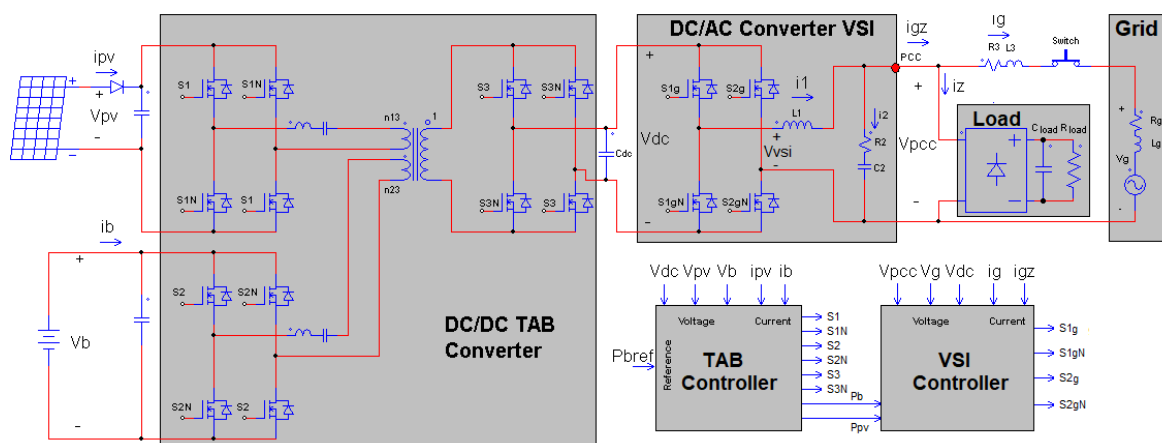 DC/AC Converter VSI
Grid
ipv
+
+
Vpv
-
-
S1
S1N
S1N
S1
n13
1
n23
S3
S3N
S3N
S3
Cdc
+
Vdc
-
S1g
S2g
S1gN
S2gN
i1
L1
+
Vvsi
-
i2
R2
C2
igz
PCC
+
Vpcc
-
iz
ig
R3
L3
Switch
Load
+
-
C load
R load
+
Rg
Lg
Vg
-
ib
+
Vb
-
S2
S2N
S2N
S2
DC/DC TAB
Converter
Vdc Vpv Vb ipv ib
Voltage Current
Reference
Pbref
TAB
Controller
S1
S1N
S2
S2N
S3
S3N
Pb
Ppv
Vpcc Vg Vdc ig igz
Voltage Current
VSI
Controller
S1g
S1gN
S2g
S2gN